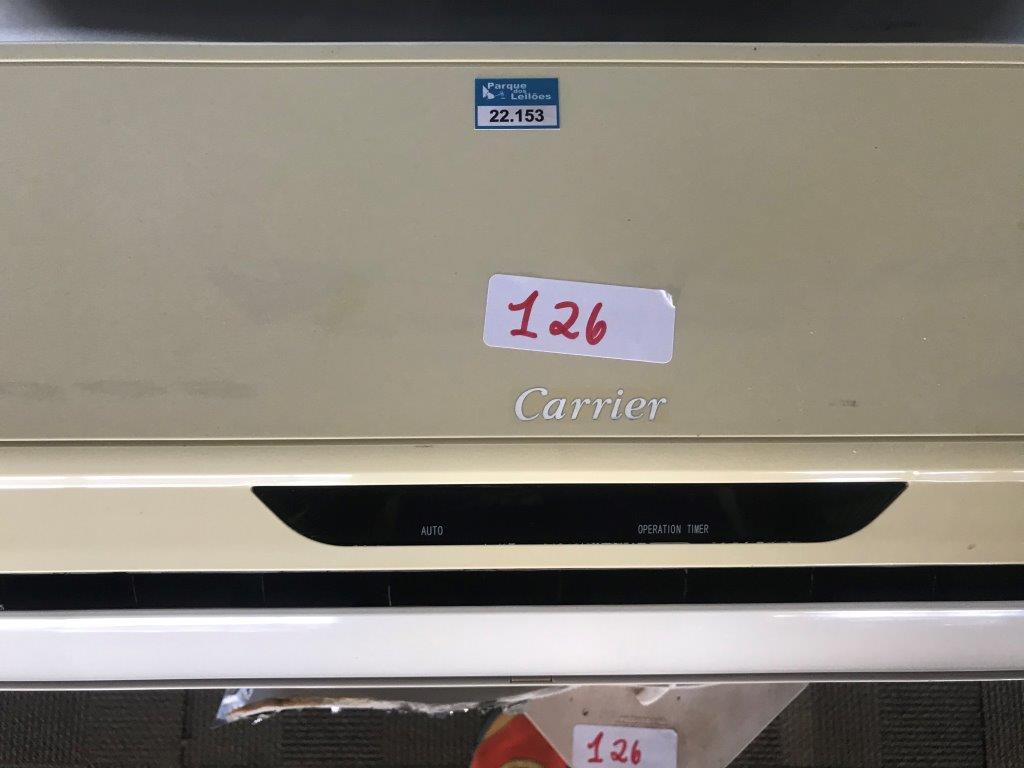 Parque
dos
Leilões
22.153
126
Carrier
AUTO
OPERATION TIMER
126